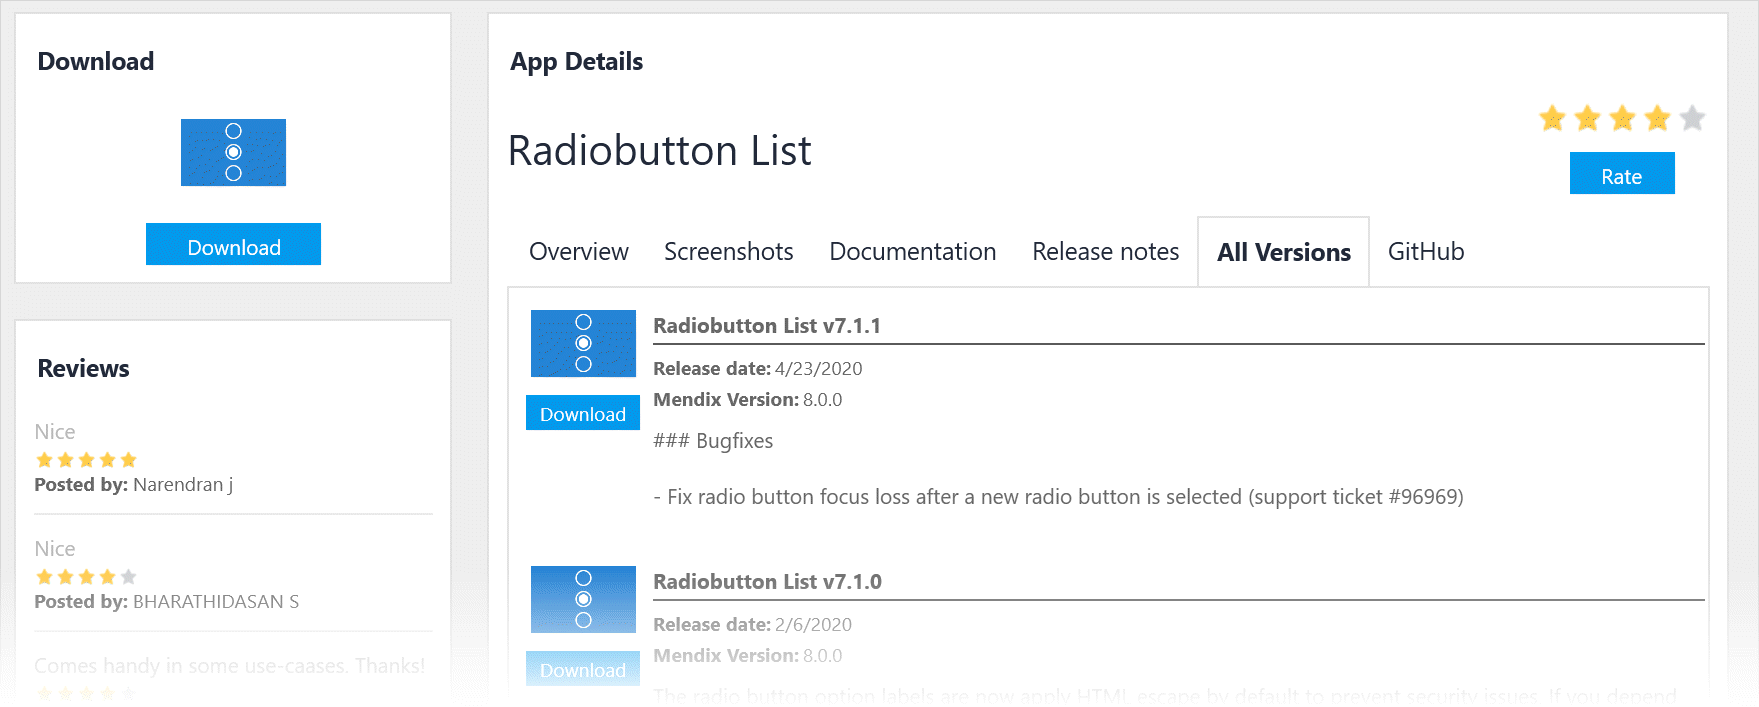 Download
Download
Reviews
Nice
Posted by: Narendran j
Nice
Posted by: BHARATHIDASAN S
Comes handy in some use-caases. Thanks!
App Details
Radiobutton List
Rate
Overview Screenshots Documentation Release notes All Versions GitHub
Radiobutton List v7.1.1
Release date: 4/23/2020
Mendix Version: 8.0.0
Download
### Bugfixes
- Fix radio button focus loss after a new radio button is selected (support ticket #96969)
Radiobutton List v7.1.0
Release date: 2/6/2020
Mendix Version: 8.0.0
Download
The radio button option labels are now apply HTML escape by default to prevent security issues. If you depend